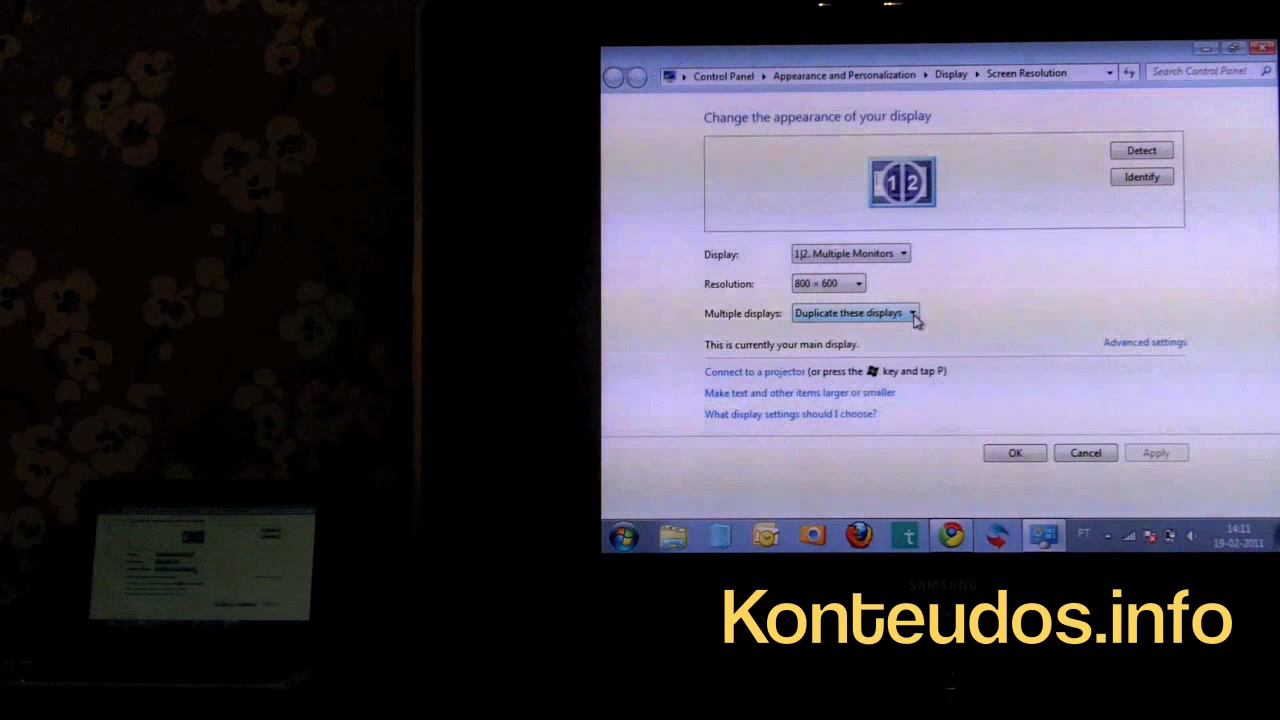 Control Panel Appearance and Personalization Display Screen Resolution
Search Control Panel
Change the appearance of your display
Detect
1 2
Identify
Display: 1|2. Multiple Monitors
Resolution: 800 × 600
Multiple displays: Duplicate these displays
This is currently your main display.
Advanced settings
Connect to a projector (or press the key and tap P)
Make text and other items larger or smaller
What display settings should I choose?
OK Cancel Apply
t
PT
14:11
19-02-2011
SAMSUNG
Konteudos.info